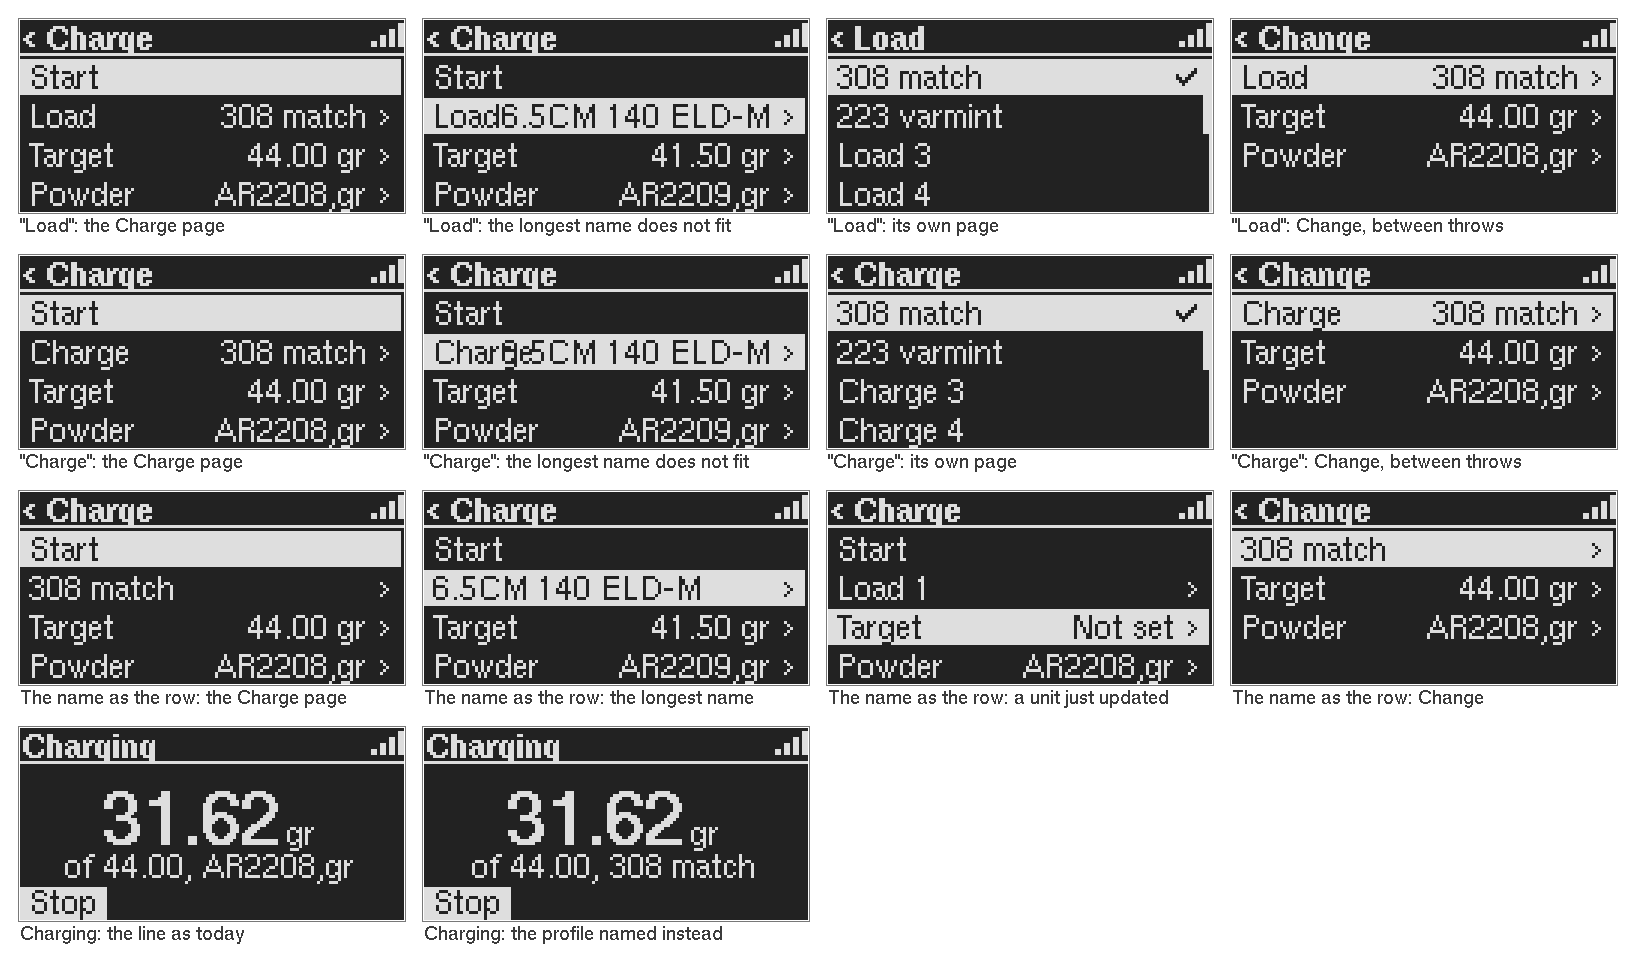 < Charge
Start
Load 308 match >
Target 44.00 gr >
Powder AR2208,gr >
"Load": the Charge page
< Charge
Start
Load6.5CM 140 ELD-M >
Target 41.50 gr >
Powder AR2209,gr >
"Load": the longest name does not fit
< Load
308 match ✓
223 varmint
Load 3
Load 4
"Load": its own page
< Change
Load 308 match >
Target 44.00 gr >
Powder AR2208,gr >
"Load": Change, between throws
< Charge
Start
Charge 308 match >
Target 44.00 gr >
Powder AR2208,gr >
"Charge": the Charge page
< Charge
Start
Charge .5CM 140 ELD-M >
Target 41.50 gr >
Powder AR2209,gr >
"Charge": the longest name does not fit
< Charge
308 match ✓
223 varmint
Charge 3
Charge 4
"Charge": its own page
< Change
Charge 308 match >
Target 44.00 gr >
Powder AR2208,gr >
"Charge": Change, between throws
< Charge
Start
308 match >
Target 44.00 gr >
Powder AR2208,gr >
The name as the row: the Charge page
< Charge
Start
6.5CM 140 ELD-M >
Target 41.50 gr >
Powder AR2209,gr >
The name as the row: the longest name
< Charge
Start
Load 1 >
Target Not set >
Powder AR2208,gr >
The name as the row: a unit just updated
< Change
308 match >
Target 44.00 gr >
Powder AR2208,gr >
The name as the row: Change
Charging
31.62 gr
of 44.00, AR2208,gr
Stop
Charging: the line as today
Charging
31.62 gr
of 44.00, 308 match
Stop
Charging: the profile named instead